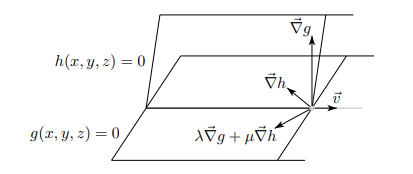 ∇⃗g
h(x, y, z) = 0
∇⃗h
v⃗
g(x, y, z) = 0
λ∇⃗g + μ∇⃗h